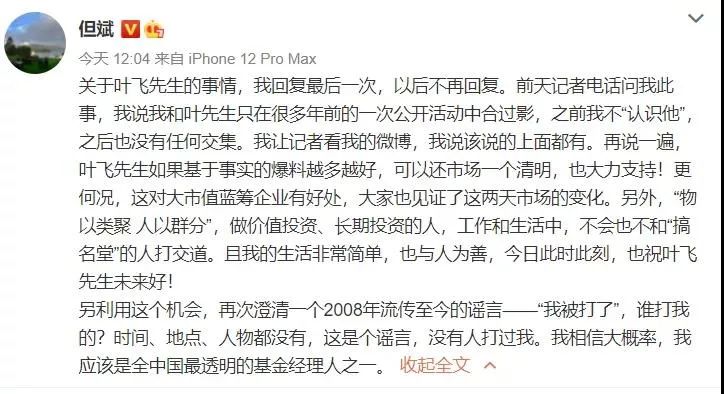 但斌
今天 12:04 来自 iPhone 12 Pro Max
关于叶飞先生的事情，我回复最后一次，以后不再回复。前天记者电话问我此
事，我说我和叶先生只在很多年前的一次公开活动中合过影，之前我不“认识他”，
之后也没有任何交集。我让记者看我的微博，我说该说的上面都有。再说一遍，
叶飞先生如果基于事实的爆料越多越好，可以还市场一个清明，也大力支持！更
何况，这对大市值蓝筹企业有好处，大家也见证了这两天市场的变化。另外，“物
以类聚 人以群分”，做价值投资、长期投资的人，工作和生活中，不会也不和“搞
名堂”的人打交道。且我的生活非常简单，也与人为善，今日此时此刻，也祝叶飞
先生未来好！
另利用这个机会，再次澄清一个2008年流传至今的谣言——“我被打了”，谁打我
的？时间、地点、人物都没有，这是个谣言，没有人打过我。我相信大概率，我
应该是全中国最透明的基金经理人之一。 收起全文